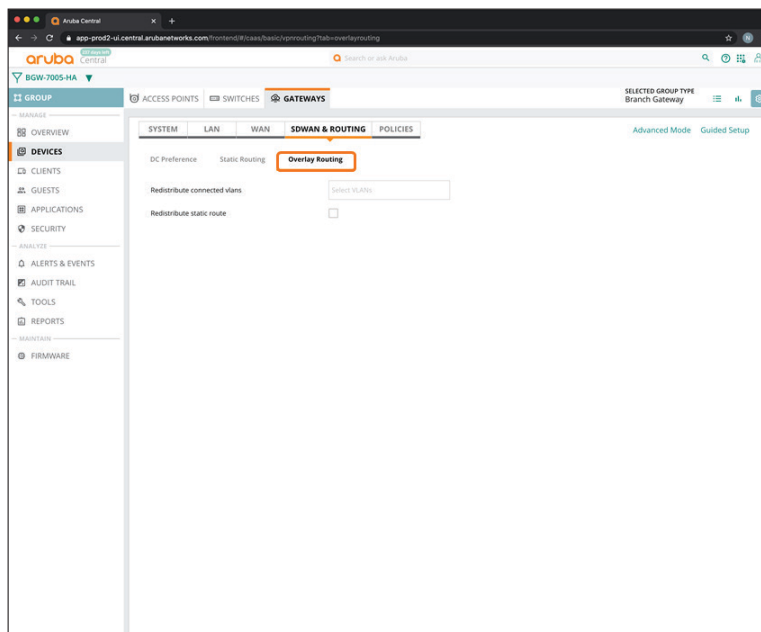 Aruba Central
app-prod2-ui.central.arubanetworks.com/frontend/#/caas/basic/vpnrouting?tab=overlayrouting
aruba Central
Search or ask Aruba
BGW-7005-HA
GROUP
ACCESS POINTS SWITCHES GATEWAYS
SELECTED GROUP TYPE
Branch Gateway
MANAGE
OVERVIEW
DEVICES
CLIENTS
GUESTS
APPLICATIONS
SECURITY
ANALYZE
ALERTS & EVENTS
AUDIT TRAIL
TOOLS
REPORTS
MAINTAIN
FIRMWARE
SYSTEM LAN WAN SDWAN & ROUTING POLICIES
Advanced Mode Guided Setup
DC Preference Static Routing Overlay Routing
Redistribute connected vlans Select VLANs
Redistribute static route